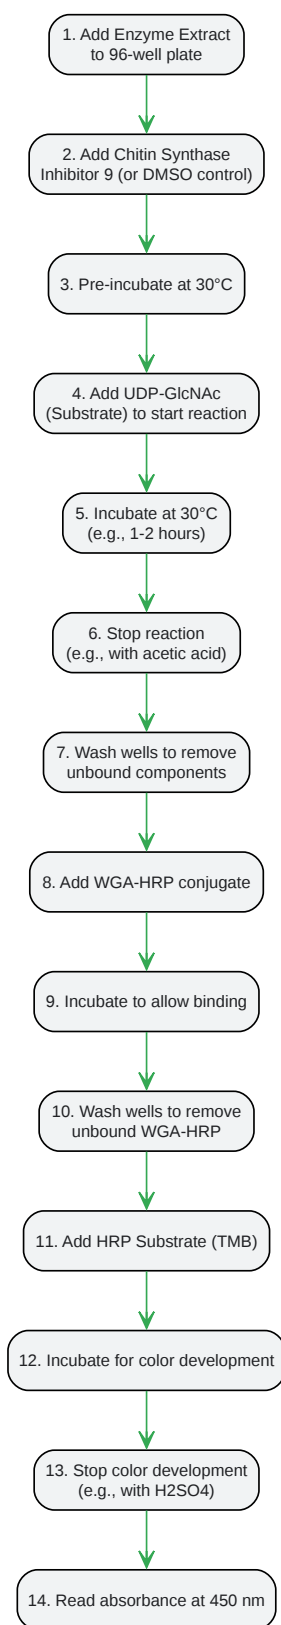 1. Add Enzyme Extract
to 96-well plate
2. Add Chitin Synthase
Inhibitor 9 (or DMSO control)
3. Pre-incubate at 30°C
4. Add UDP-GlcNAc
(Substrate) to start reaction
5. Incubate at 30°C
(e.g., 1-2 hours)
6. Stop reaction
(e.g., with acetic acid)
7. Wash wells to remove
unbound components
8. Add WGA-HRP conjugate
9. Incubate to allow binding
10. Wash wells to remove
unbound WGA-HRP
11. Add HRP Substrate (TMB)
12. Incubate for color development
13. Stop color development
(e.g., with H2SO4)
14. Read absorbance at 450 nm